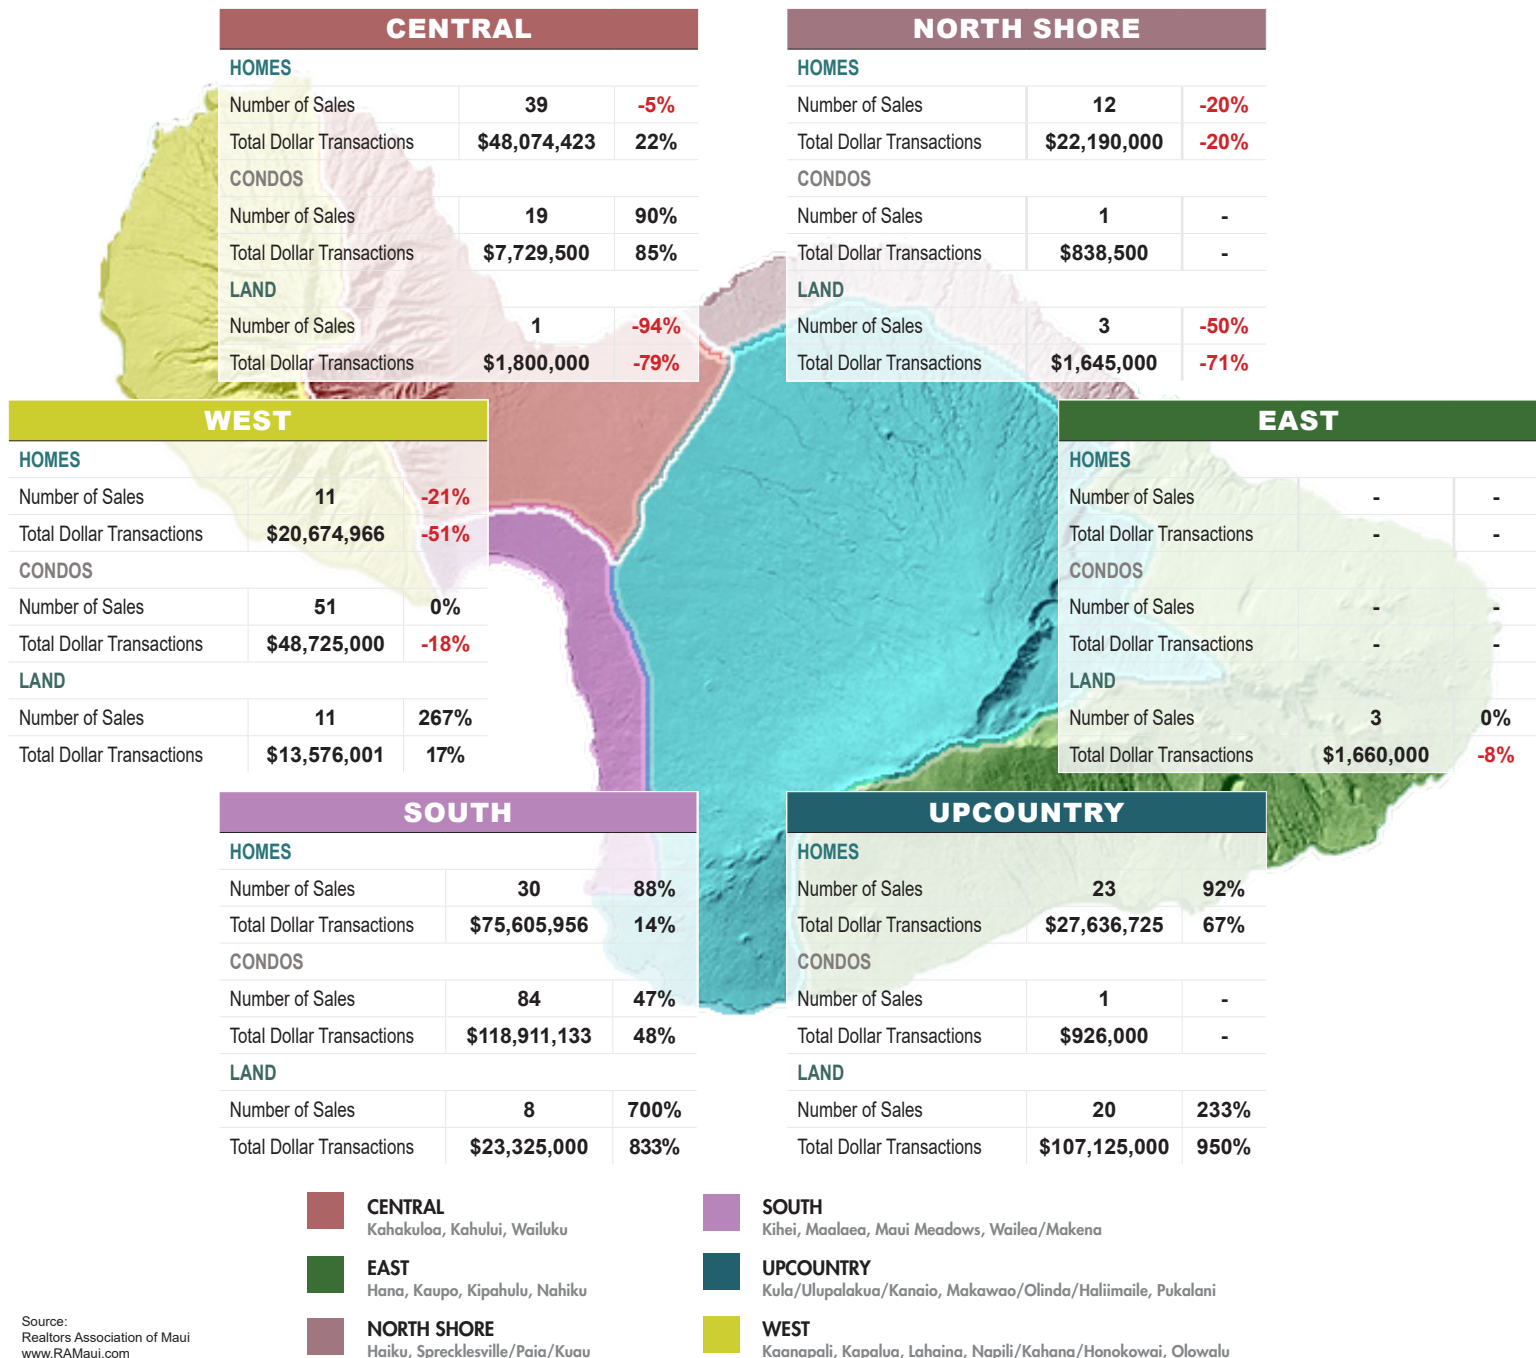 CENTRAL
HOMES
Number of Sales 39 -5%
Total Dollar Transactions $48,074,423 22%
CONDOS
Number of Sales 19 90%
Total Dollar Transactions $7,729,500 85%
LAND
Number of Sales 1 -94%
Total Dollar Transactions $1,800,000 -79%
NORTH SHORE
HOMES
Number of Sales 12 -20%
Total Dollar Transactions $22,190,000 -20%
CONDOS
Number of Sales 1 -
Total Dollar Transactions $838,500 -
LAND
Number of Sales 3 -50%
Total Dollar Transactions $1,645,000 -71%
WEST
HOMES
Number of Sales 11 -21%
Total Dollar Transactions $20,674,966 -51%
CONDOS
Number of Sales 51 0%
Total Dollar Transactions $48,725,000 -18%
LAND
Number of Sales 11 267%
Total Dollar Transactions $13,576,001 17%
EAST
HOMES
Number of Sales - -
Total Dollar Transactions - -
CONDOS
Number of Sales - -
Total Dollar Transactions - -
LAND
Number of Sales 3 0%
Total Dollar Transactions $1,660,000 -8%
SOUTH
HOMES
Number of Sales 30 88%
Total Dollar Transactions $75,605,956 14%
CONDOS
Number of Sales 84 47%
Total Dollar Transactions $118,911,133 48%
LAND
Number of Sales 8 700%
Total Dollar Transactions $23,325,000 833%
UPCOUNTRY
HOMES
Number of Sales 23 92%
Total Dollar Transactions $27,636,725 67%
CONDOS
Number of Sales 1 -
Total Dollar Transactions $926,000 -
LAND
Number of Sales 20 233%
Total Dollar Transactions $107,125,000 950%
CENTRAL
Kahakuloa, Kahului, Wailuku
EAST
Hana, Kaupo, Kipahulu, Nahiku
NORTH SHORE
Haiku, Sprecklesville/Paia/Kuau
SOUTH
Kihei, Maalaea, Maui Meadows, Wailea/Makena
UPCOUNTRY
Kula/Ulupalakua/Kanaio, Makawao/Olinda/Haliimaile, Pukalani
WEST
Kaanapali, Kapalua, Lahaina, Napili/Kahana/Honokowai, Olowalu
Source:
Realtors Association of Maui
www.RAMaui.com